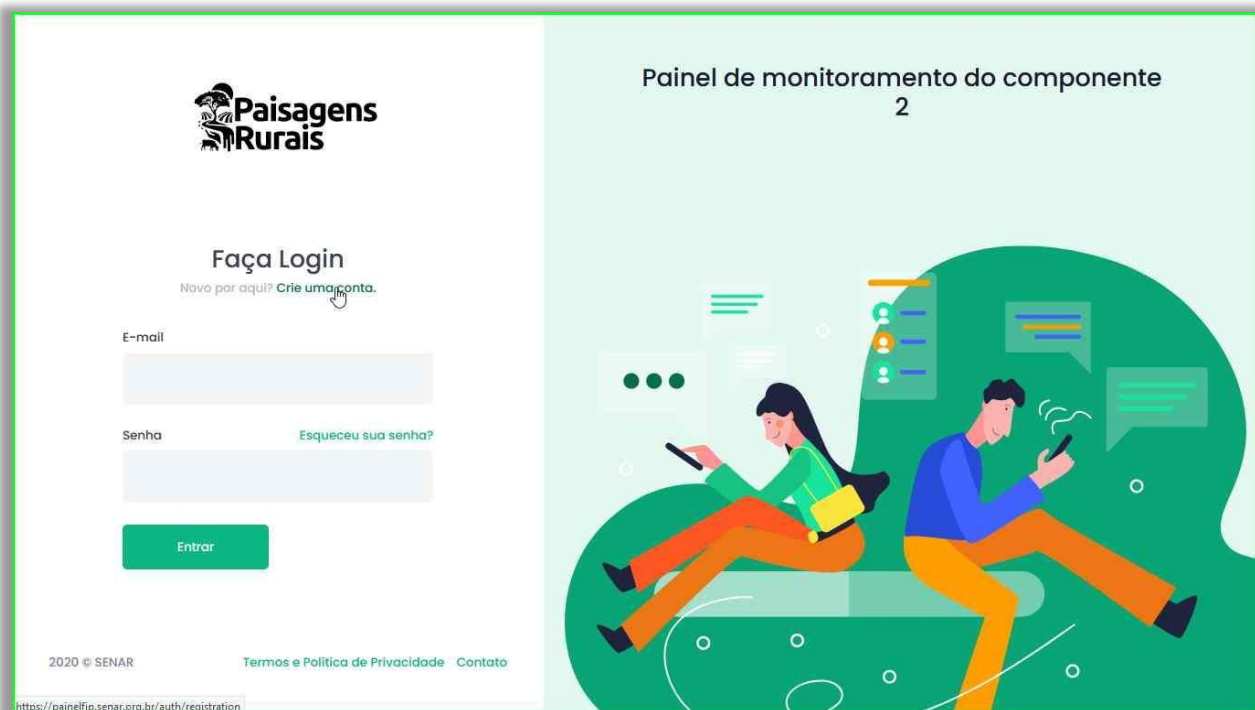 Paisagens
Rurais
Painel de monitoramento do componente
2
Faça Login
Novo por aqui? Crie uma conta.
E-mail
Senha
Esqueceu sua senha?
Entrar
2020 © SENAR
Termos e Política de Privacidade
Contato
https://painelfip.senar.org.br/auth/registration